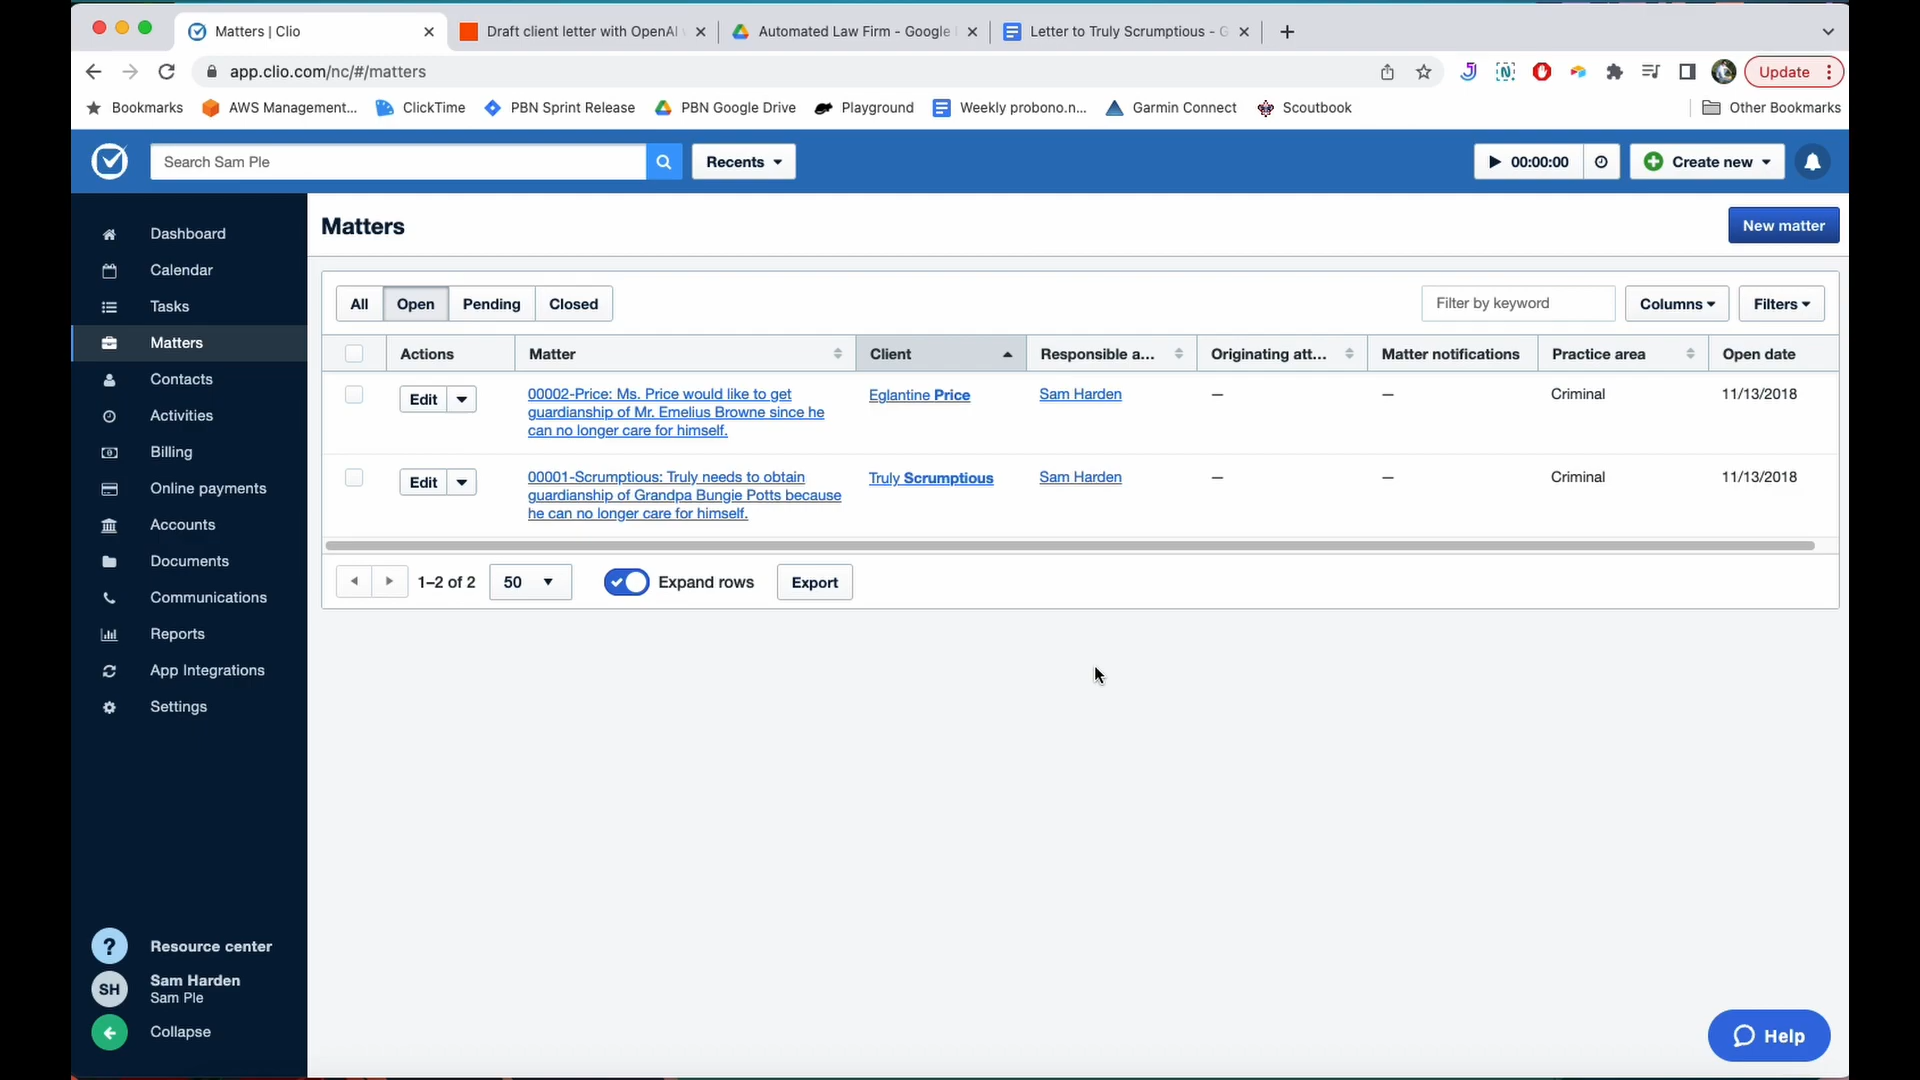 Matters | Clio
Draft client letter with OpenAI
Automated Law Firm - Google
Letter to Truly Scrumptious - G
app.clio.com/nc/#/matters
Update
Bookmarks
AWS Management...
ClickTime
PBN Sprint Release
PBN Google Drive
Playground
Weekly probono.n...
Garmin Connect
Scoutbook
Other Bookmarks
Search Sam Ple
Recents
00:00:00
Create new
Dashboard
Calendar
Tasks
Matters
Contacts
Activities
Billing
Online payments
Accounts
Documents
Communications
Reports
App Integrations
Settings
Resource center
SH
Sam Harden
Sam Ple
Collapse
Matters
New matter
All
Open
Pending
Closed
Filter by keyword
Columns
Filters
Actions
Matter
Client
Responsible a...
Originating att...
Matter notifications
Practice area
Open date
Edit
00002-Price: Ms. Price would like to get
guardianship of Mr. Emelius Browne since he
can no longer care for himself.
Eglantine Price
Sam Harden
—
—
Criminal
11/13/2018
Edit
00001-Scrumptious: Truly needs to obtain
guardianship of Grandpa Bungie Potts because
he can no longer care for himself.
Truly Scrumptious
Sam Harden
—
—
Criminal
11/13/2018
1–2 of 2
50
Expand rows
Export
Help